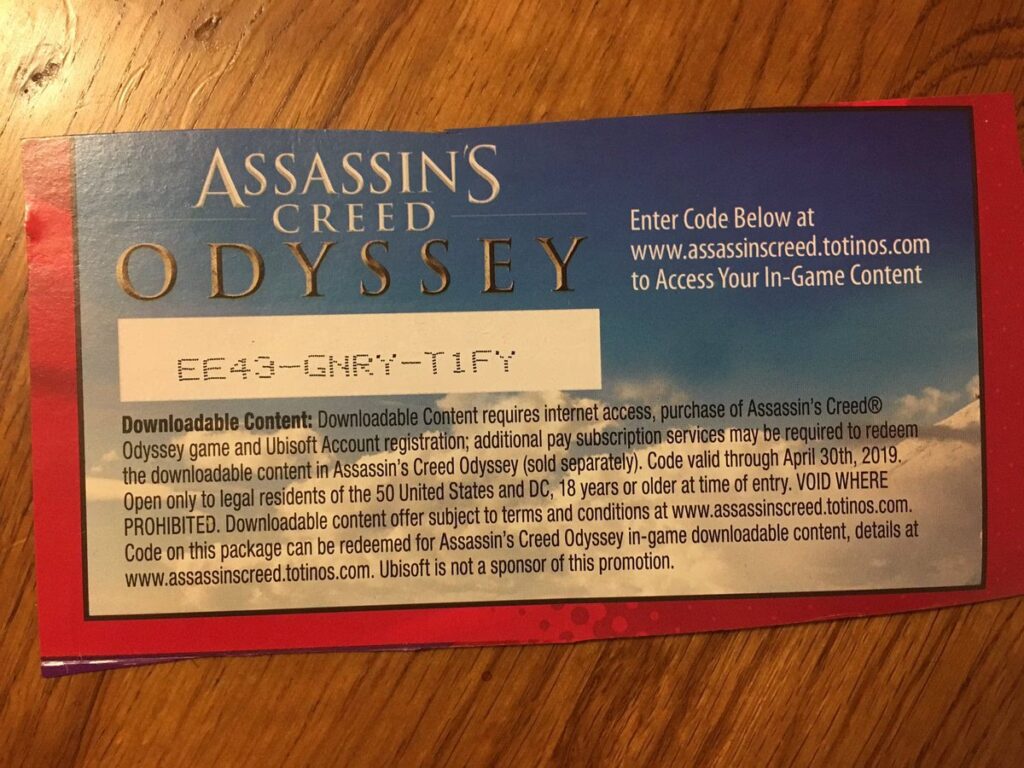 ASSASSIN'S
CREED
ODYSSEY
Enter Code Below at
www.assassinscreed.totinos.com
to Access Your In-Game Content
EE43-GNRY-T1FY
Downloadable Content: Downloadable Content requires internet access, purchase of Assassin's Creed®
Odyssey game and Ubisoft Account registration; additional pay subscription services may be required to redeem
the downloadable content in Assassin's Creed Odyssey (sold separately). Code valid through April 30th, 2019.
Open only to legal residents of the 50 United States and DC, 18 years or older at time of entry. VOID WHERE
PROHIBITED. Downloadable content offer subject to terms and conditions at www.assassinscreed.totinos.com.
Code on this package can be redeemed for Assassin's Creed Odyssey in-game downloadable content, details at
www.assassinscreed.totinos.com. Ubisoft is not a sponsor of this promotion.